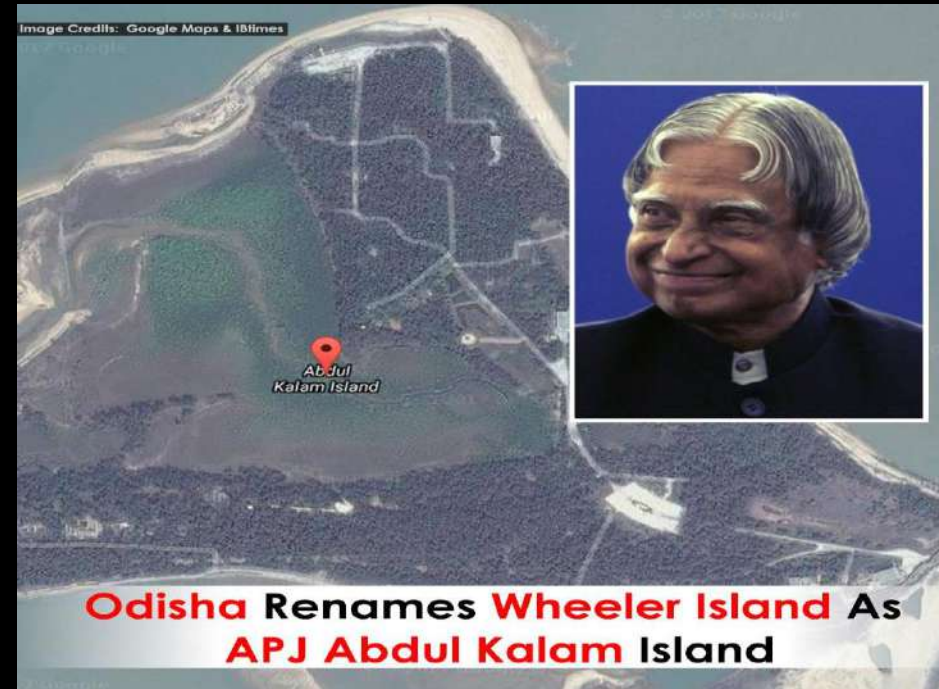 Image Credits: Google Maps & IBtimes
Abdul
Kalam Island
Odisha Renames Wheeler Island As
APJ Abdul Kalam Island